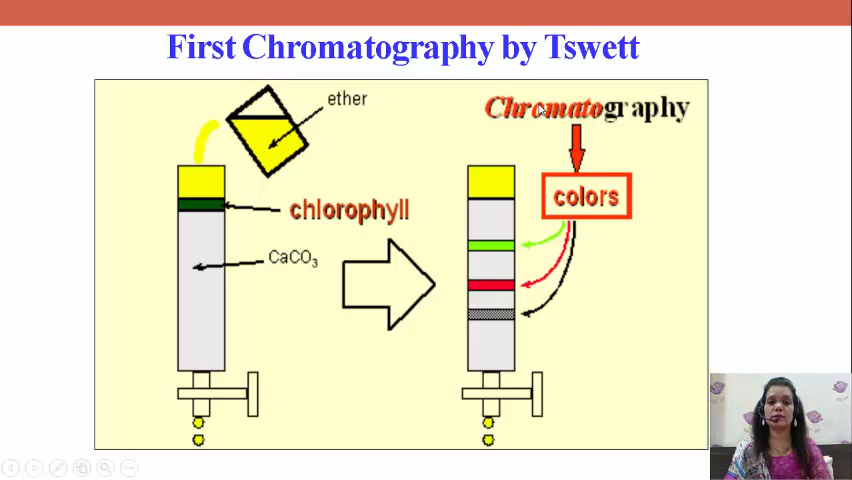 First Chromatography by Tswett
ether
Chromatography
colors
chlorophyll
CaCO₃